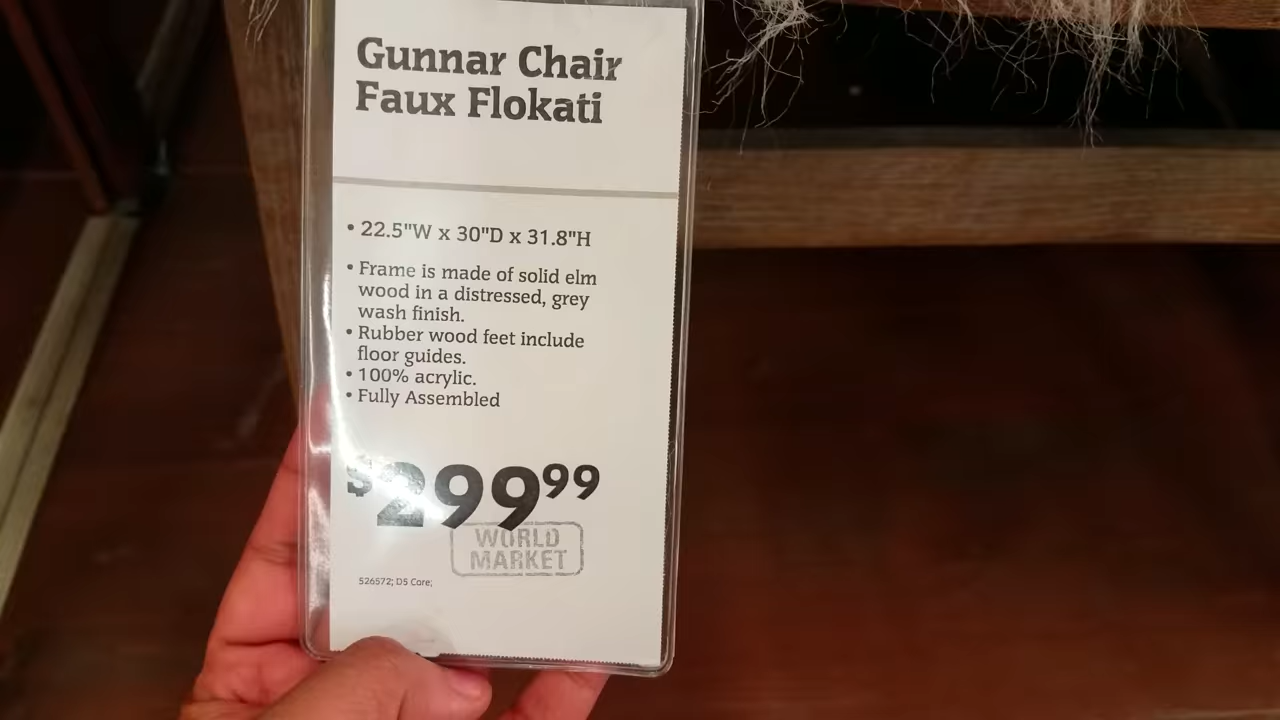 Gunnar Chair
Faux Flokati
• 22.5"W x 30"D x 31.8"H
• Frame is made of solid elm
wood in a distressed, grey
wash finish.
• Rubber wood feet include
floor guides.
• 100% acrylic.
• Fully Assembled
$299 99
WORLD
MARKET
526572; D5 Core;